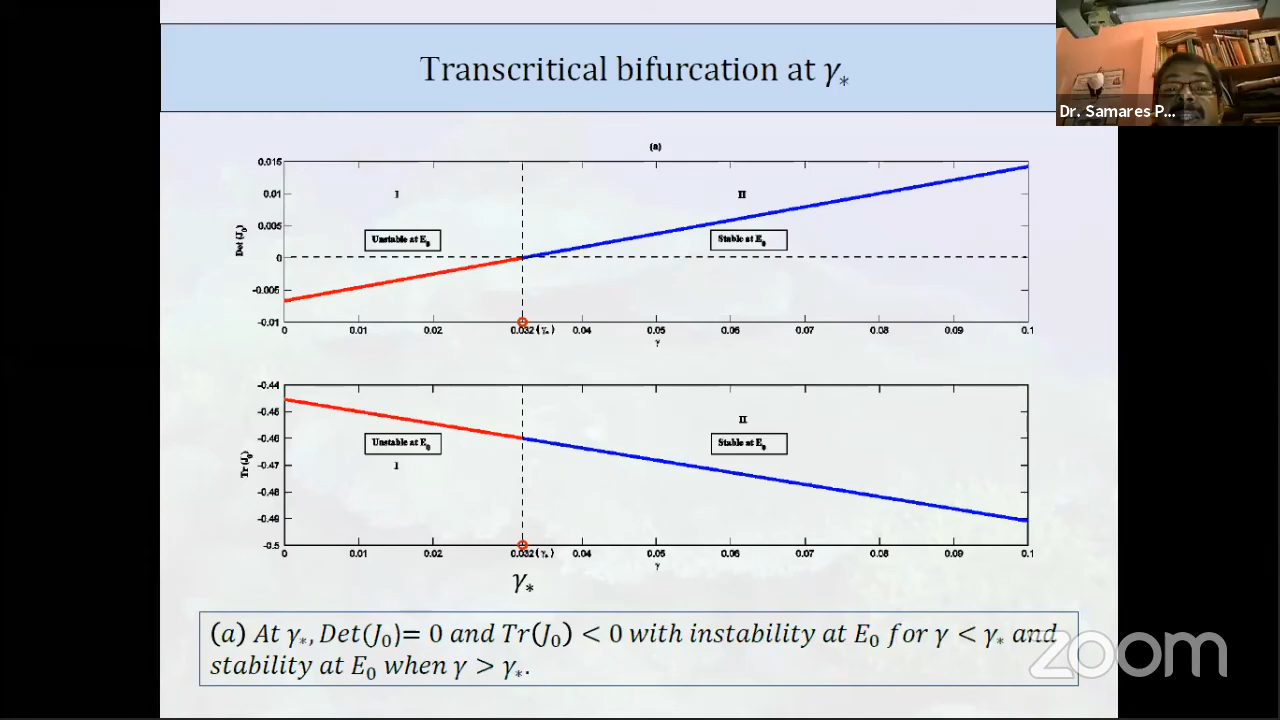 Transcritical bifurcation at γ*
Dr. Samares P...
(a)
0.015
0.01
0.005
0
-0.005
-0.01
Det (J0)
I
II
Unstable at E0
Stable at E0
0 0.01 0.02 0.032 (γ*) 0.04 0.05 0.06 0.07 0.08 0.09 0.1
γ
-0.44
-0.45
-0.46
-0.47
-0.48
-0.49
-0.5
Tr (J0)
II
Unstable at E0
Stable at E0
I
0 0.01 0.02 0.032 (γ*) 0.04 0.05 0.06 0.07 0.08 0.09 0.1
γ
γ*
(a) At γ*, Det(J0)= 0 and Tr(J0) < 0 with instability at E0 for γ < γ* and
stability at E0 when γ > γ*.
zoom